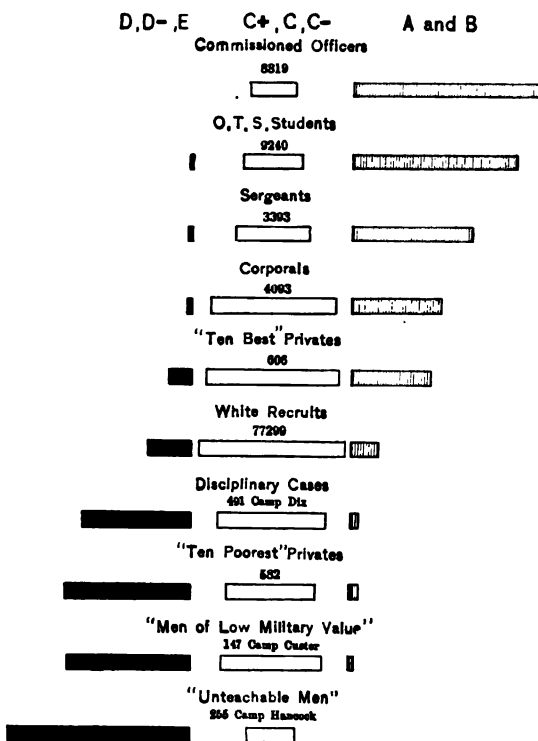 D, D-, E C+, C, C- A and B
Commissioned Officers
8819
O. T. S. Students
9240
Sergeants
3393
Corporals
4093
"Ten Best" Privates
606
White Recruits
77299
Disciplinary Cases
491 Camp Dix
"Ten Poorest" Privates
582
"Men of Low Military Value"
147 Camp Custer
"Unteachable Men"
255 Camp Hancock